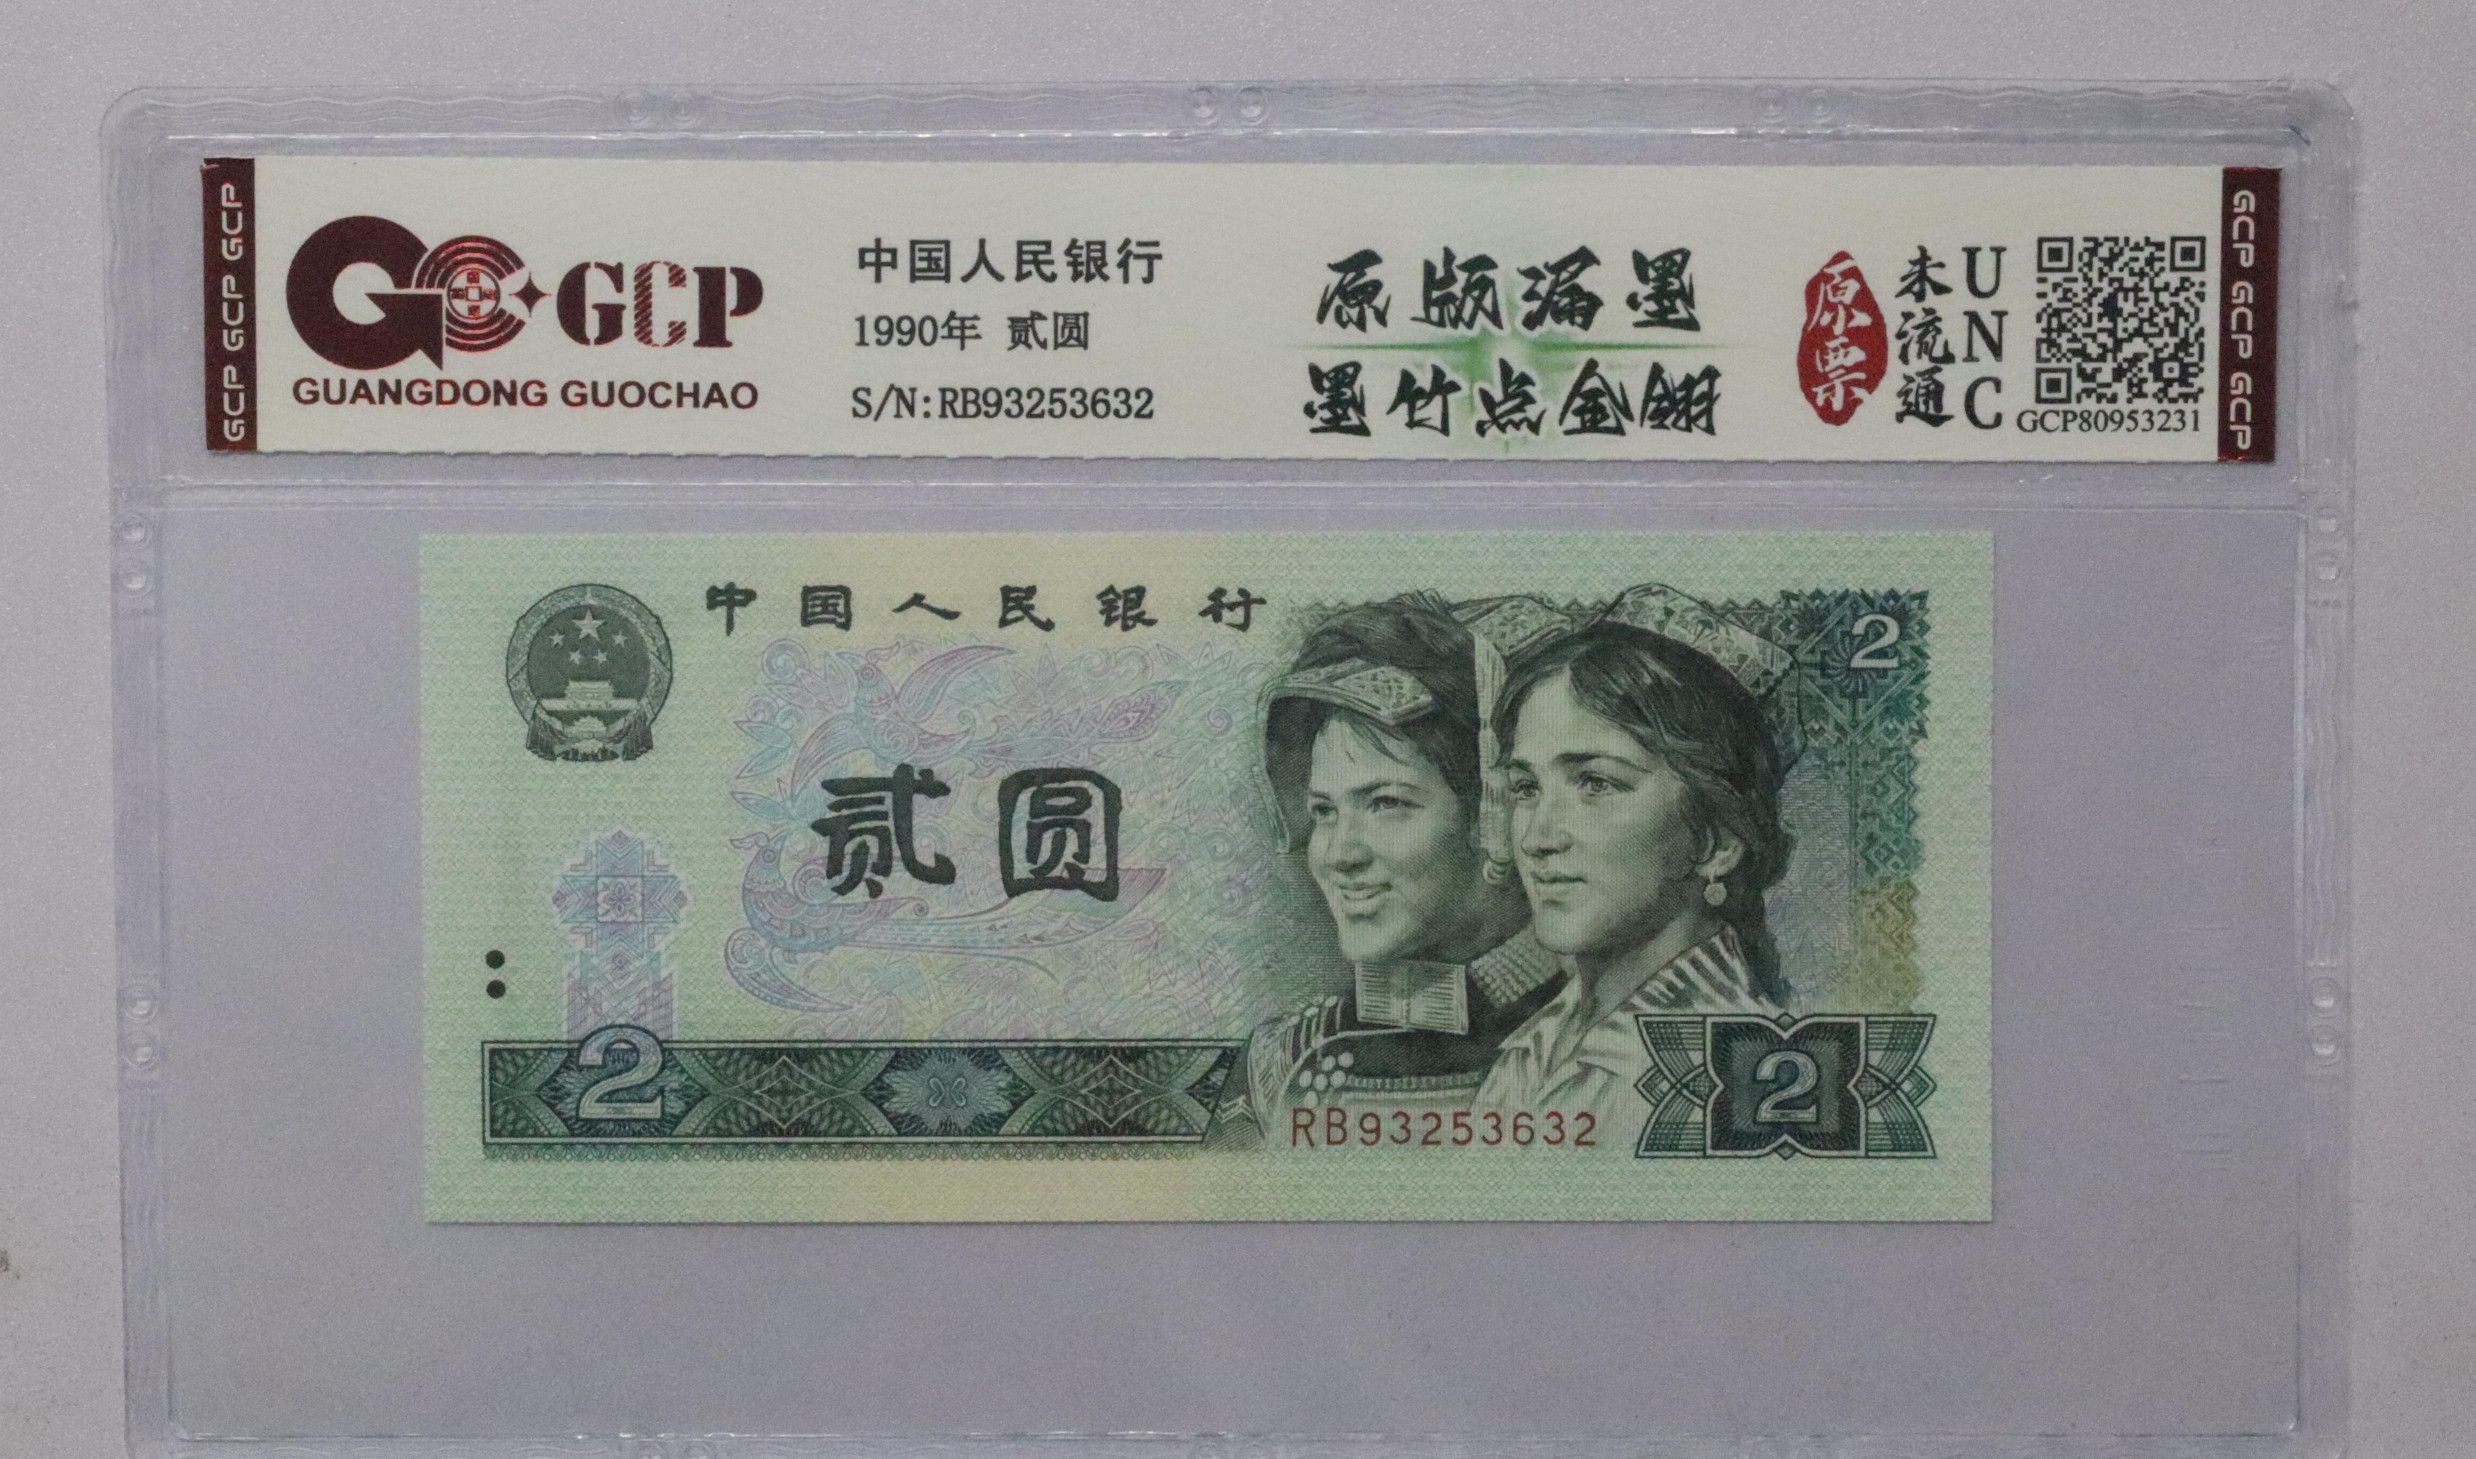 GCP GCP GCP
GCP
GUANGDONG GUOCHAO
中国人民银行
1990年 贰圆
S/N:RB93253632
原版漏墨
墨竹点金翎
原票
未流通
UNC
GCP80953231
GCP GCP GCP
中国人民银行
2
贰圆
2
RB93253632
2